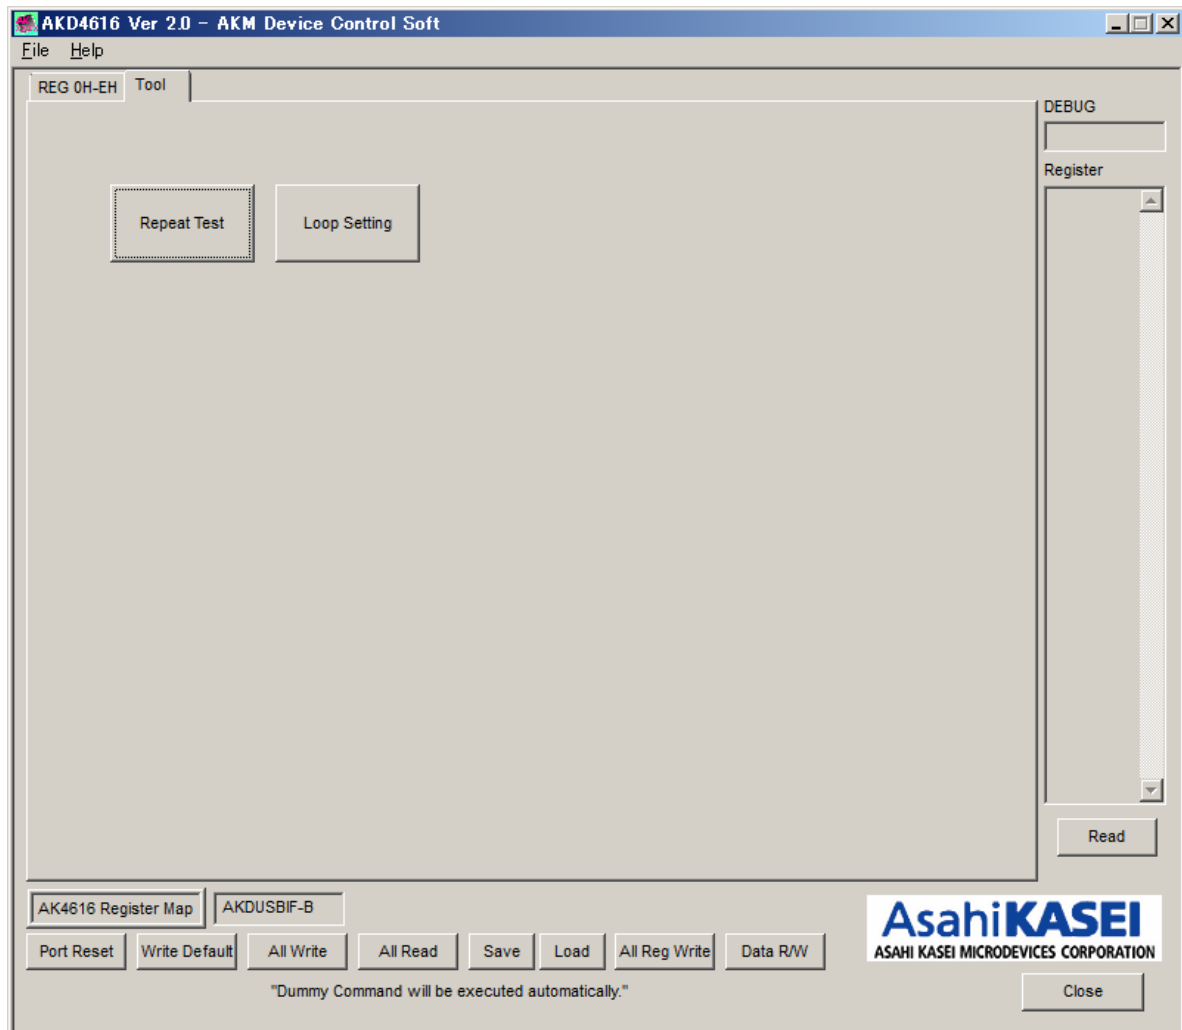 AKD4616 Ver 2.0 - AKM Device Control Soft
File Help
REG 0H-EH Tool
DEBUG
Register
Repeat Test Loop Setting
Read
AK4616 Register Map AKDUSBIF-B
AsahiKASEI
ASAHI KASEI MICRODEVICES CORPORATION
Port Reset Write Default All Write All Read Save Load All Reg Write Data R/W
"Dummy Command will be executed automatically."
Close